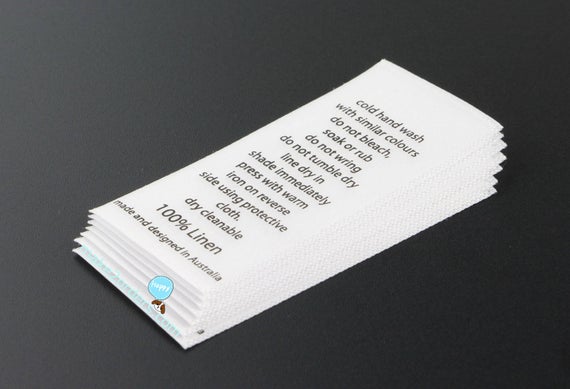 cold hand wash
with similar colours
do not bleach,
soak or rub
do not wring
do not tumble dry
line dry in
shade immediately
press with warm
iron on reverse
side using protective
cloth.
dry cleanable
100% Linen
made and designed in Australia